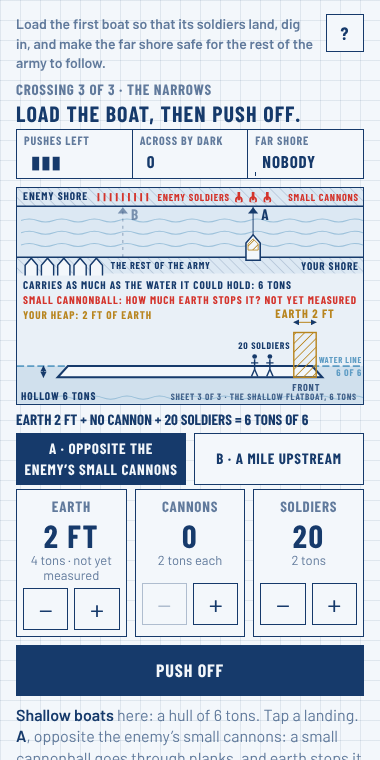 Load the first boat so that its soldiers land, dig
in, and make the far shore safe for the rest of the
army to follow.
?
CROSSING 3 OF 3 · THE NARROWS
LOAD THE BOAT, THEN PUSH OFF.
PUSHES LEFT
ACROSS BY DARK
0
FAR SHORE
NOBODY
ENEMY SHORE
ENEMY SOLDIERS
SMALL CANNONS
B
A
THE REST OF THE ARMY
YOUR SHORE
CARRIES AS MUCH AS THE WATER IT COULD HOLD: 6 TONS
SMALL CANNONBALL: HOW MUCH EARTH STOPS IT? NOT YET MEASURED
YOUR HEAP: 2 FT OF EARTH
EARTH 2 FT
20 SOLDIERS
WATER LINE
6 OF 6
FRONT
HOLLOW 6 TONS
SHEET 3 OF 3 · THE SHALLOW FLATBOAT, 6 TONS
EARTH 2 FT + NO CANNON + 20 SOLDIERS = 6 TONS OF 6
A · OPPOSITE THE
ENEMY'S SMALL CANNONS
B · A MILE UPSTREAM
EARTH
2 FT
4 tons · not yet
measured
− +
CANNONS
0
2 tons each
− +
SOLDIERS
20
2 tons
− +
PUSH OFF
Shallow boats here: a hull of 6 tons. Tap a landing.
A, opposite the enemy's small cannons: a small
cannonball goes through planks, and earth stops it